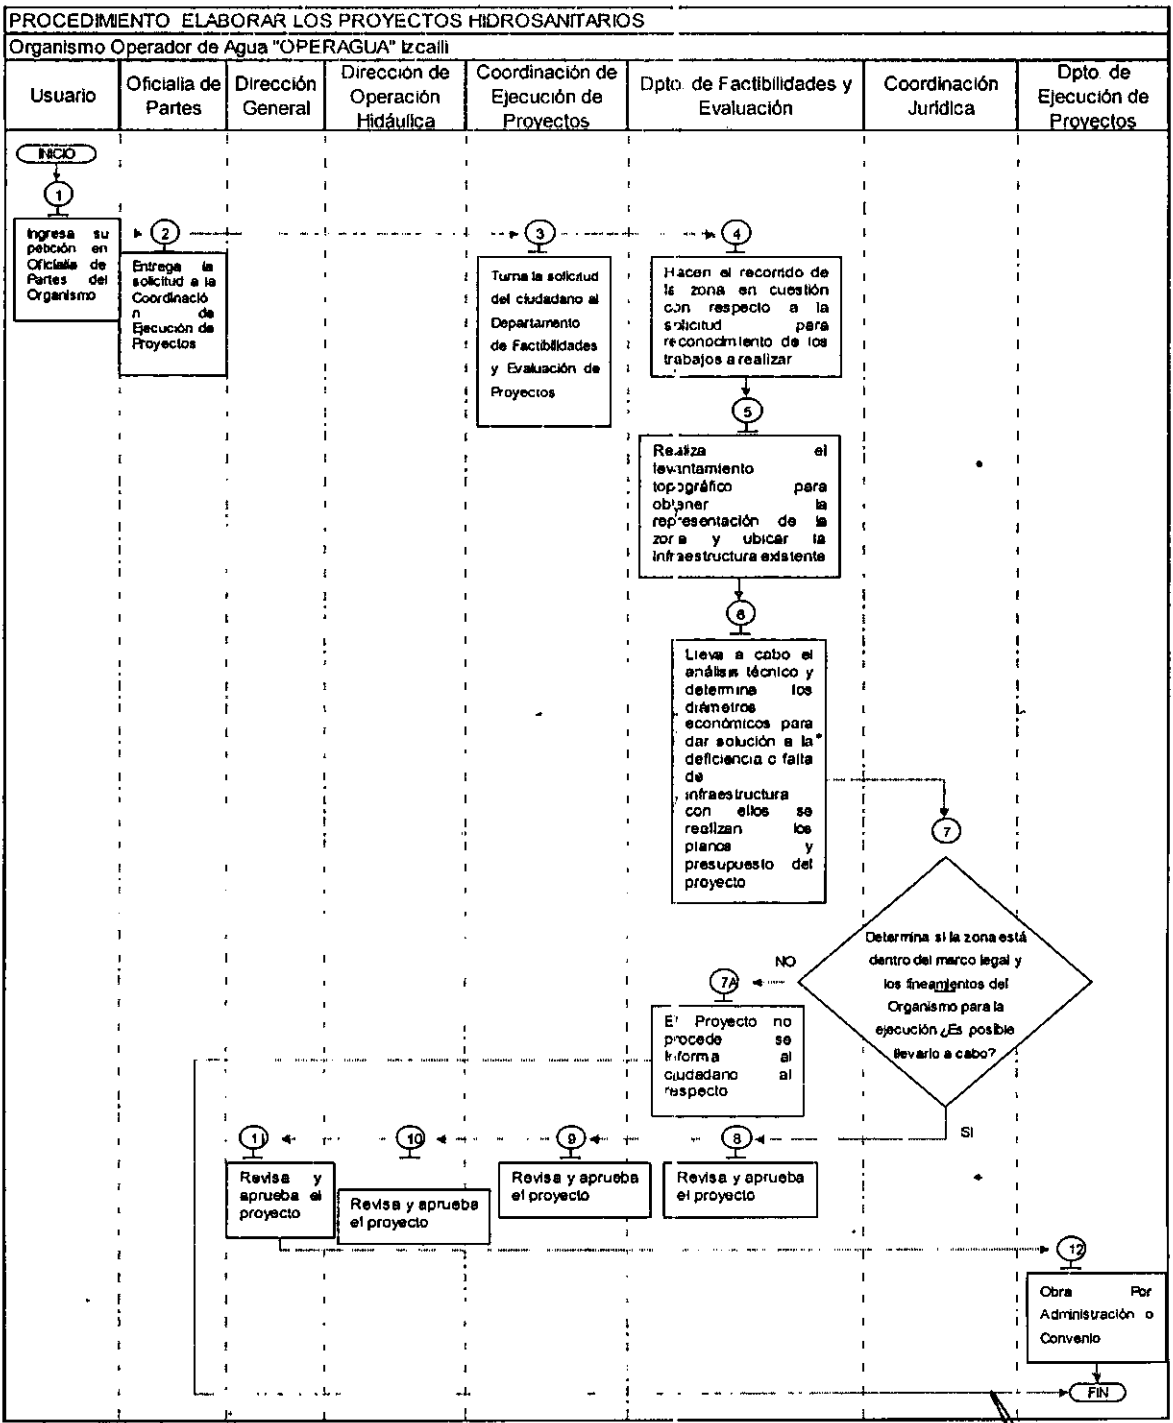 PROCEDIMIENTO ELABORAR LOS PROYECTOS HIDROSANITARIOS
Organismo Operador de Agua "OPERAGUA" Izcalli
Usuario
Oficialia de
Partes
Dirección
General
Dirección de
Operación
Hidáulica
Coordinación de
Ejecución de
Proyectos
Dpto. de Factibilidades y
Evaluación
Coordinación
Jurídica
Dpto. de
Ejecución de
Proyectos
INICIO
1
Ingresa su
petición en
Oficialia de
Partes del
Organismo
2
Entrega la
solicitud a la
Coordinació
n de
Ejecución de
Proyectos
3
Turna la solicitud
del ciudadano al
Departamento
de Factibilidades
y Evaluación de
Proyectos
4
Hacen el recorrido de
la zona en cuestión
con respecto a la
solicitud para
reconocimiento de los
trabajos a realizar
5
Realiza el
levantamiento
topográfico para
obtener la
representación de la
zona y ubicar la
infraestructura existente
6
Lleva a cabo el
análisis técnico y
determina los
diámetros
económicos para
dar solución a la
deficiencia o falta
de
infraestructura
con ellos se
realizan los
planos y
presupuesto del
proyecto
7
Determina si la zona está
dentro del marco legal y
los lineamientos del
Organismo para la
ejecución ¿Es posible
llevarlo a cabo?
NO
7A
El Proyecto no
procede se
informa al
ciudadano al
respecto
SI
8
Revisa y aprueba
el proyecto
9
Revisa y aprueba
el proyecto
10
Revisa y aprueba
el proyecto
11
Revisa y
aprueba el
proyecto
12
Obra Por
Administración o
Convenio
FIN